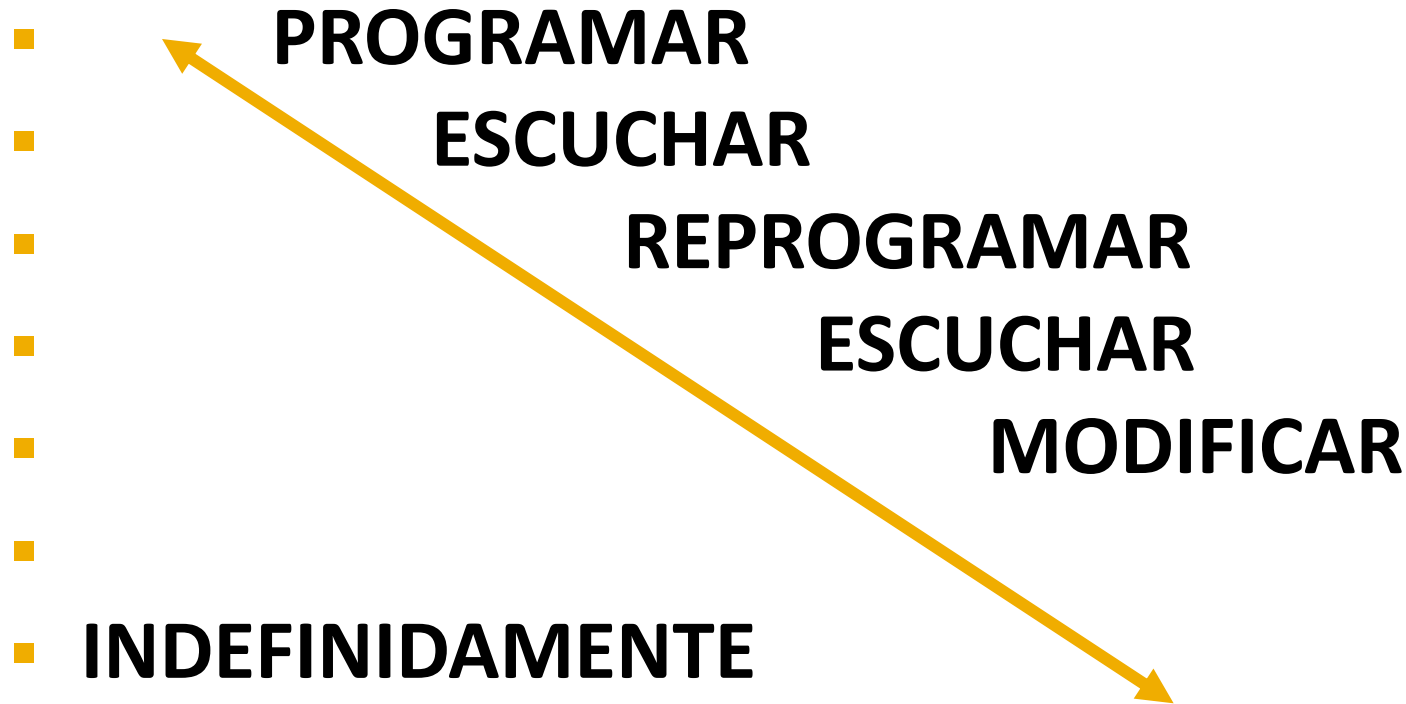 PROGRAMAR
ESCUCHAR
REPROGRAMAR
ESCUCHAR
MODIFICAR
INDEFINIDAMENTE